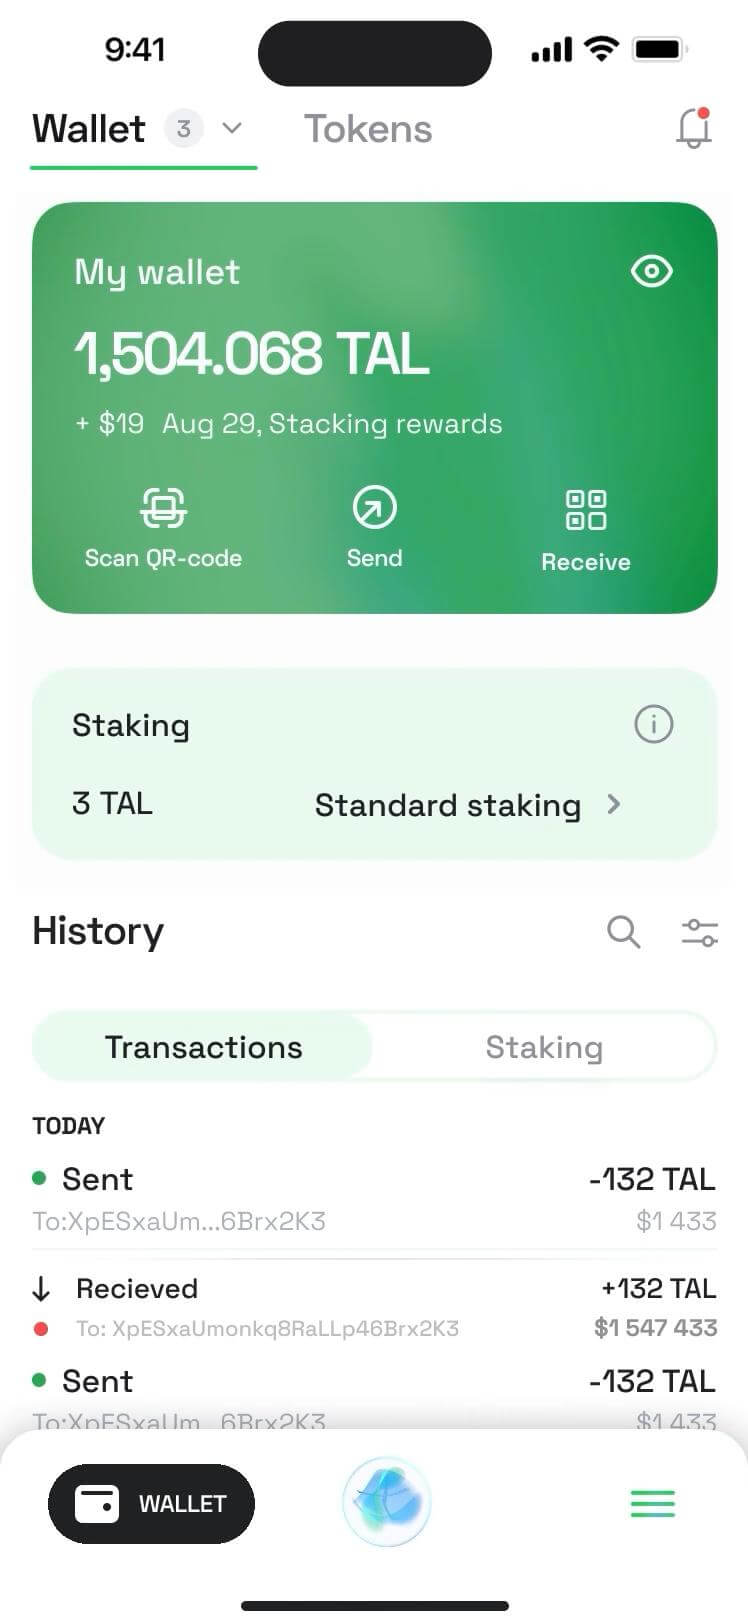 9:41
Wallet 3 Tokens
My wallet
1,504.068 TAL
+ $19 Aug 29, Stacking rewards
Scan QR-code Send Receive
Staking
3 TAL Standard staking
History
Transactions Staking
TODAY
Sent -132 TAL
To:XpESxaUm...6Brx2K3 $1 433
Recieved +132 TAL
To: XpESxaUmonkq8RaLLp46Brx2K3 $1 547 433
Sent -132 TAL
To:XpESxaUm...6Brx2K3 $1 433
WALLET